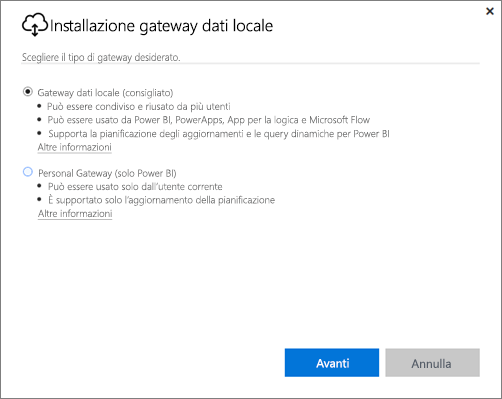 Installazione gateway dati locale
Scegliere il tipo di gateway desiderato.
Gateway dati locale (consigliato)
• Può essere condiviso e riusato da più utenti
• Può essere usato da Power BI, PowerApps, App per la logica e Microsoft Flow
• Supporta la pianificazione degli aggiornamenti e le query dinamiche per Power BI
Altre informazioni
Personal Gateway (solo Power BI)
• Può essere usato solo dall'utente corrente
• È supportato solo l'aggiornamento della pianificazione
Altre informazioni
Avanti
Annulla